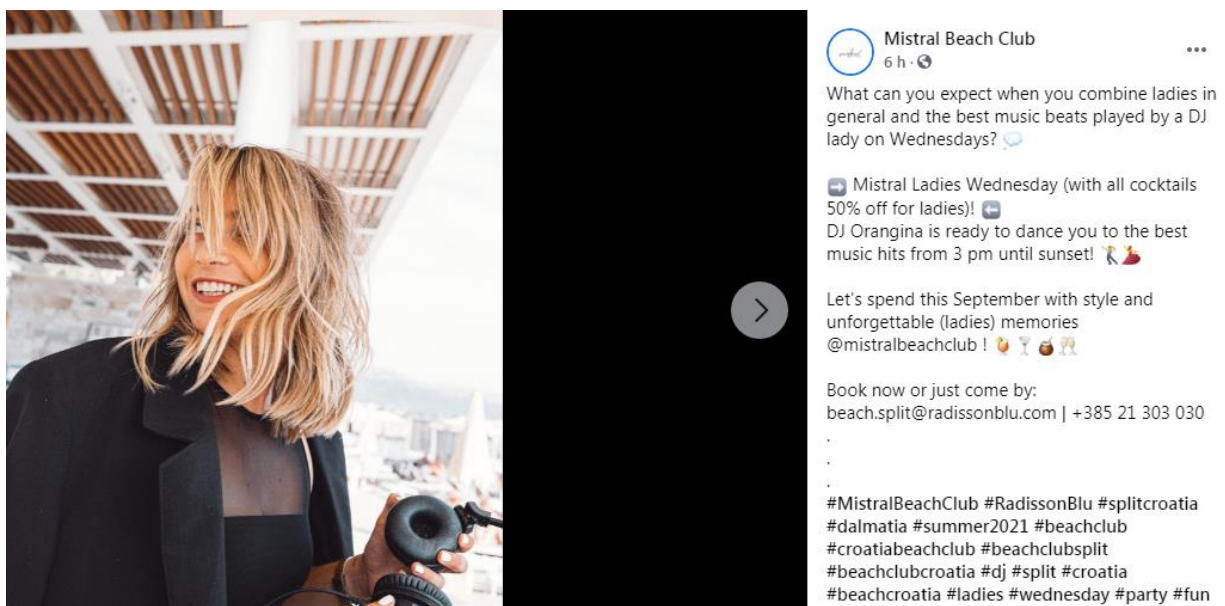 Mistral Beach Club
6 h ·
What can you expect when you combine ladies in
general and the best music beats played by a DJ
lady on Wednesdays? 💭
➡️ Mistral Ladies Wednesday (with all cocktails
50% off for ladies)! ⬅️
DJ Orangina is ready to dance you to the best
music hits from 3 pm until sunset! 🕺💃
Let's spend this September with style and
unforgettable (ladies) memories
@mistralbeachclub ! 🍹🍸🧉🥂
Book now or just come by:
beach.split@radissonblu.com | +385 21 303 030
.
.
.
#MistralBeachClub #RadissonBlu #splitcroatia
#dalmatia #summer2021 #beachclub
#croatiabeachclub #beachclubsplit
#beachclubcroatia #dj #split #croatia
#beachcroatia #ladies #wednesday #party #fun